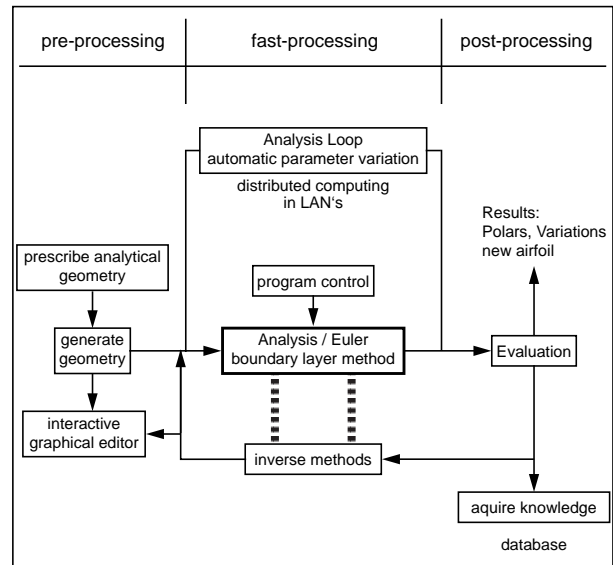 pre-processing
fast-processing
post-processing
Analysis Loop
automatic parameter variation
distributed computing
in LAN's
Results:
Polars, Variations
new airfoil
prescribe analytical
geometry
program control
generate
geometry
Analysis / Euler
boundary layer method
Evaluation
interactive
graphical editor
inverse methods
aquire knowledge
database